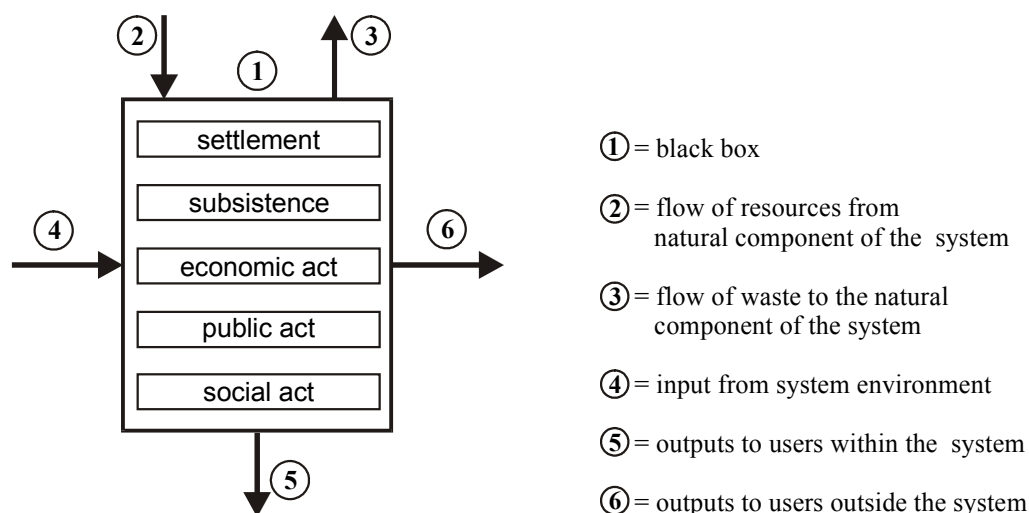 2
3
1
settlement
subsistence
4
6
economic act
public act
social act
5
1 = black box
2 = flow of resources from
natural component of the system
3 = flow of waste to the natural
component of the system
4 = input from system environment
5 = outputs to users within the system
6 = outputs to users outside the system